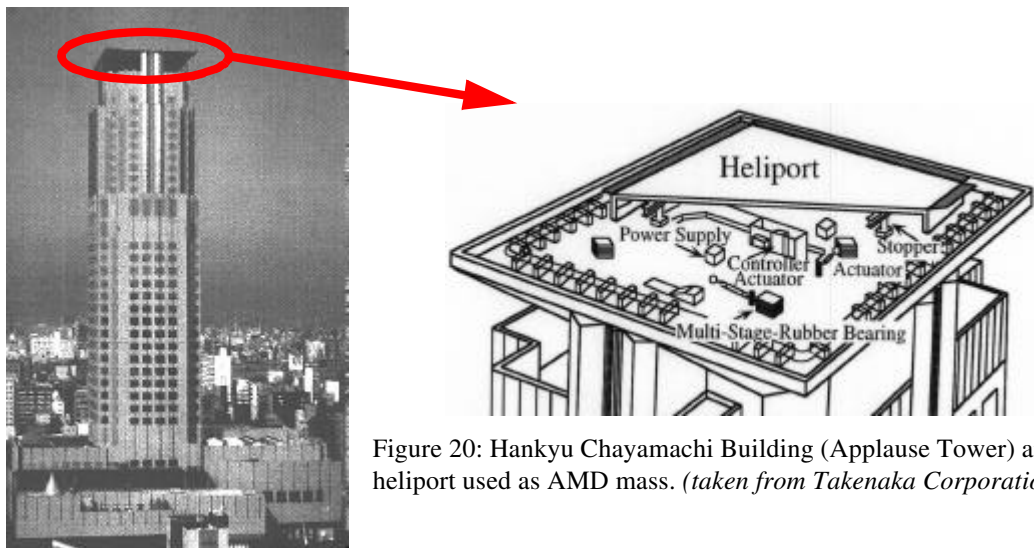 Heliport
Power Supply
Stopper
Controller
Actuator
Actuator
Multi-Stage-Rubber Bearing
Figure 20: Hankyu Chayamachi Building (Applause Tower) a
heliport used as AMD mass. (taken from Takenaka Corporatio